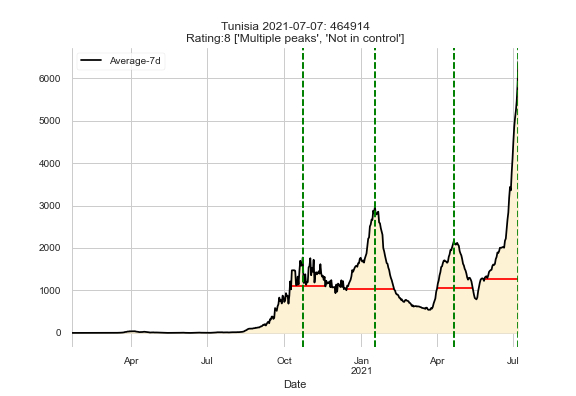 Tunisia 2021-07-07: 464914
Rating:8 ['Multiple peaks', 'Not in control']
Average-7d
6000
5000
4000
3000
2000
1000
0
Apr Jul Oct Jan Apr Jul
2021
Date